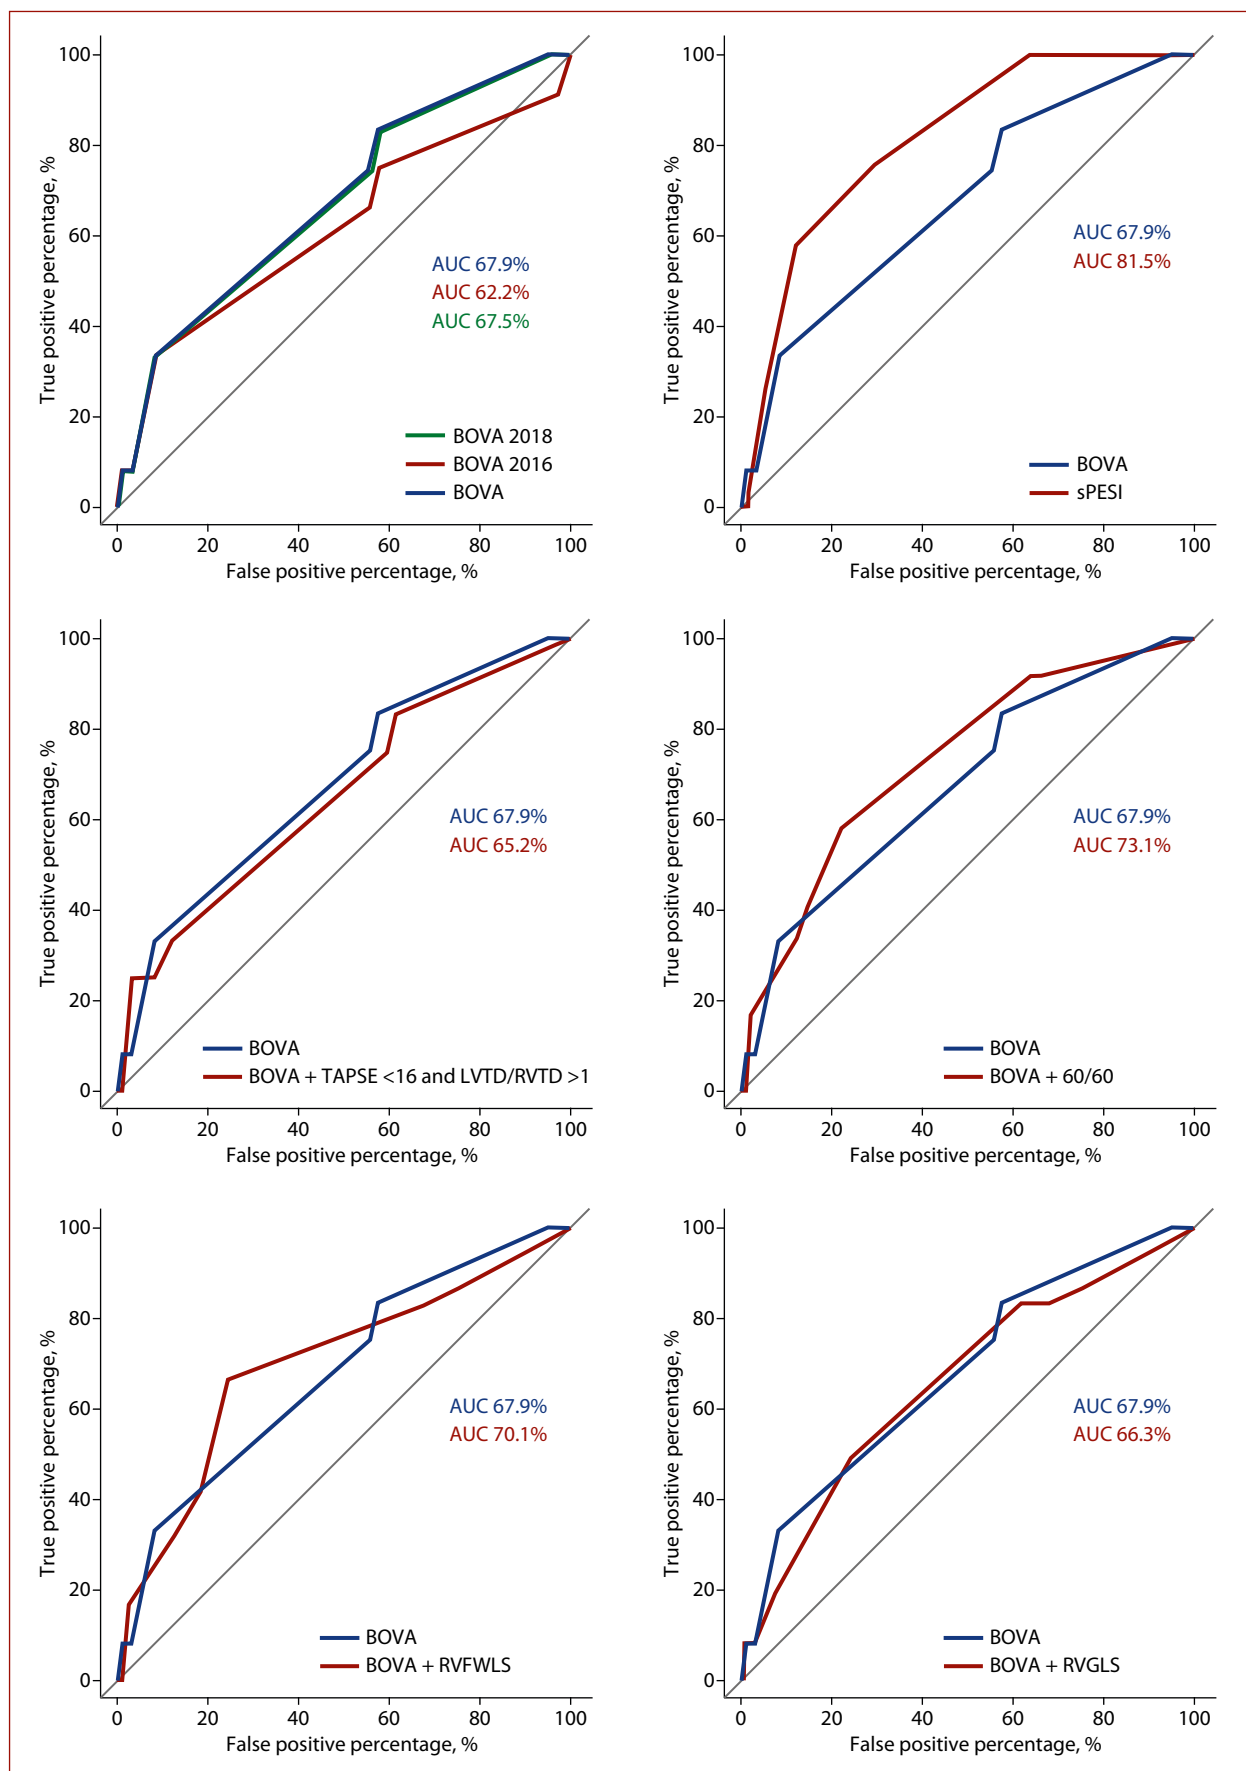 100
80
60
40
20
0
True positive percentage, %
AUC 67.9%
AUC 62.2%
AUC 67.5%
BOVA 2018
BOVA 2016
BOVA
0 20 40 60 80 100
False positive percentage, %
100
80
60
40
20
0
True positive percentage, %
AUC 67.9%
AUC 81.5%
BOVA
sPESI
0 20 40 60 80 100
False positive percentage, %
100
80
60
40
20
0
True positive percentage, %
AUC 67.9%
AUC 65.2%
BOVA
BOVA + TAPSE <16 and LVTD/RVTD >1
0 20 40 60 80 100
False positive percentage, %
100
80
60
40
20
0
True positive percentage, %
AUC 67.9%
AUC 73.1%
BOVA
BOVA + 60/60
0 20 40 60 80 100
False positive percentage, %
100
80
60
40
20
0
True positive percentage, %
AUC 67.9%
AUC 70.1%
BOVA
BOVA + RVFWLS
0 20 40 60 80 100
False positive percentage, %
100
80
60
40
20
0
True positive percentage, %
AUC 67.9%
AUC 66.3%
BOVA
BOVA + RVGLS
0 20 40 60 80 100
False positive percentage, %